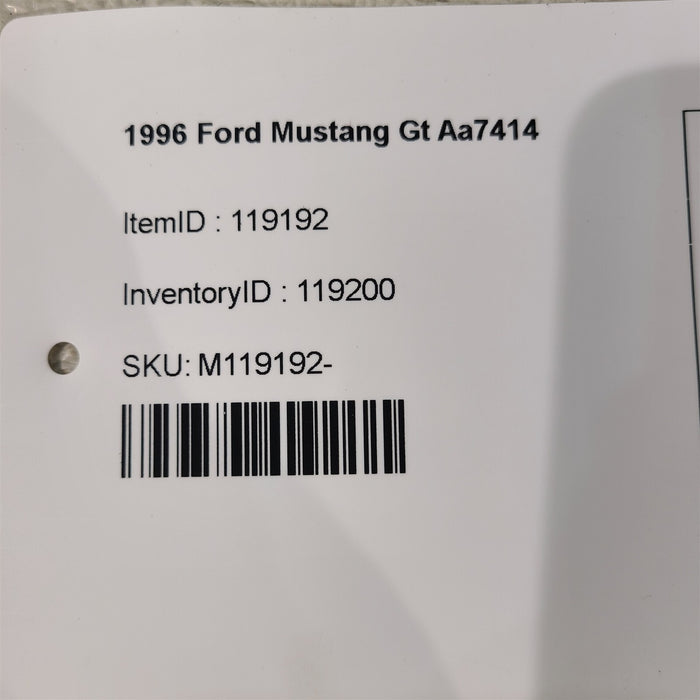 1996 Ford Mustang Gt Aa7414
ItemID : 119192
InventoryID : 119200
SKU: M119192-